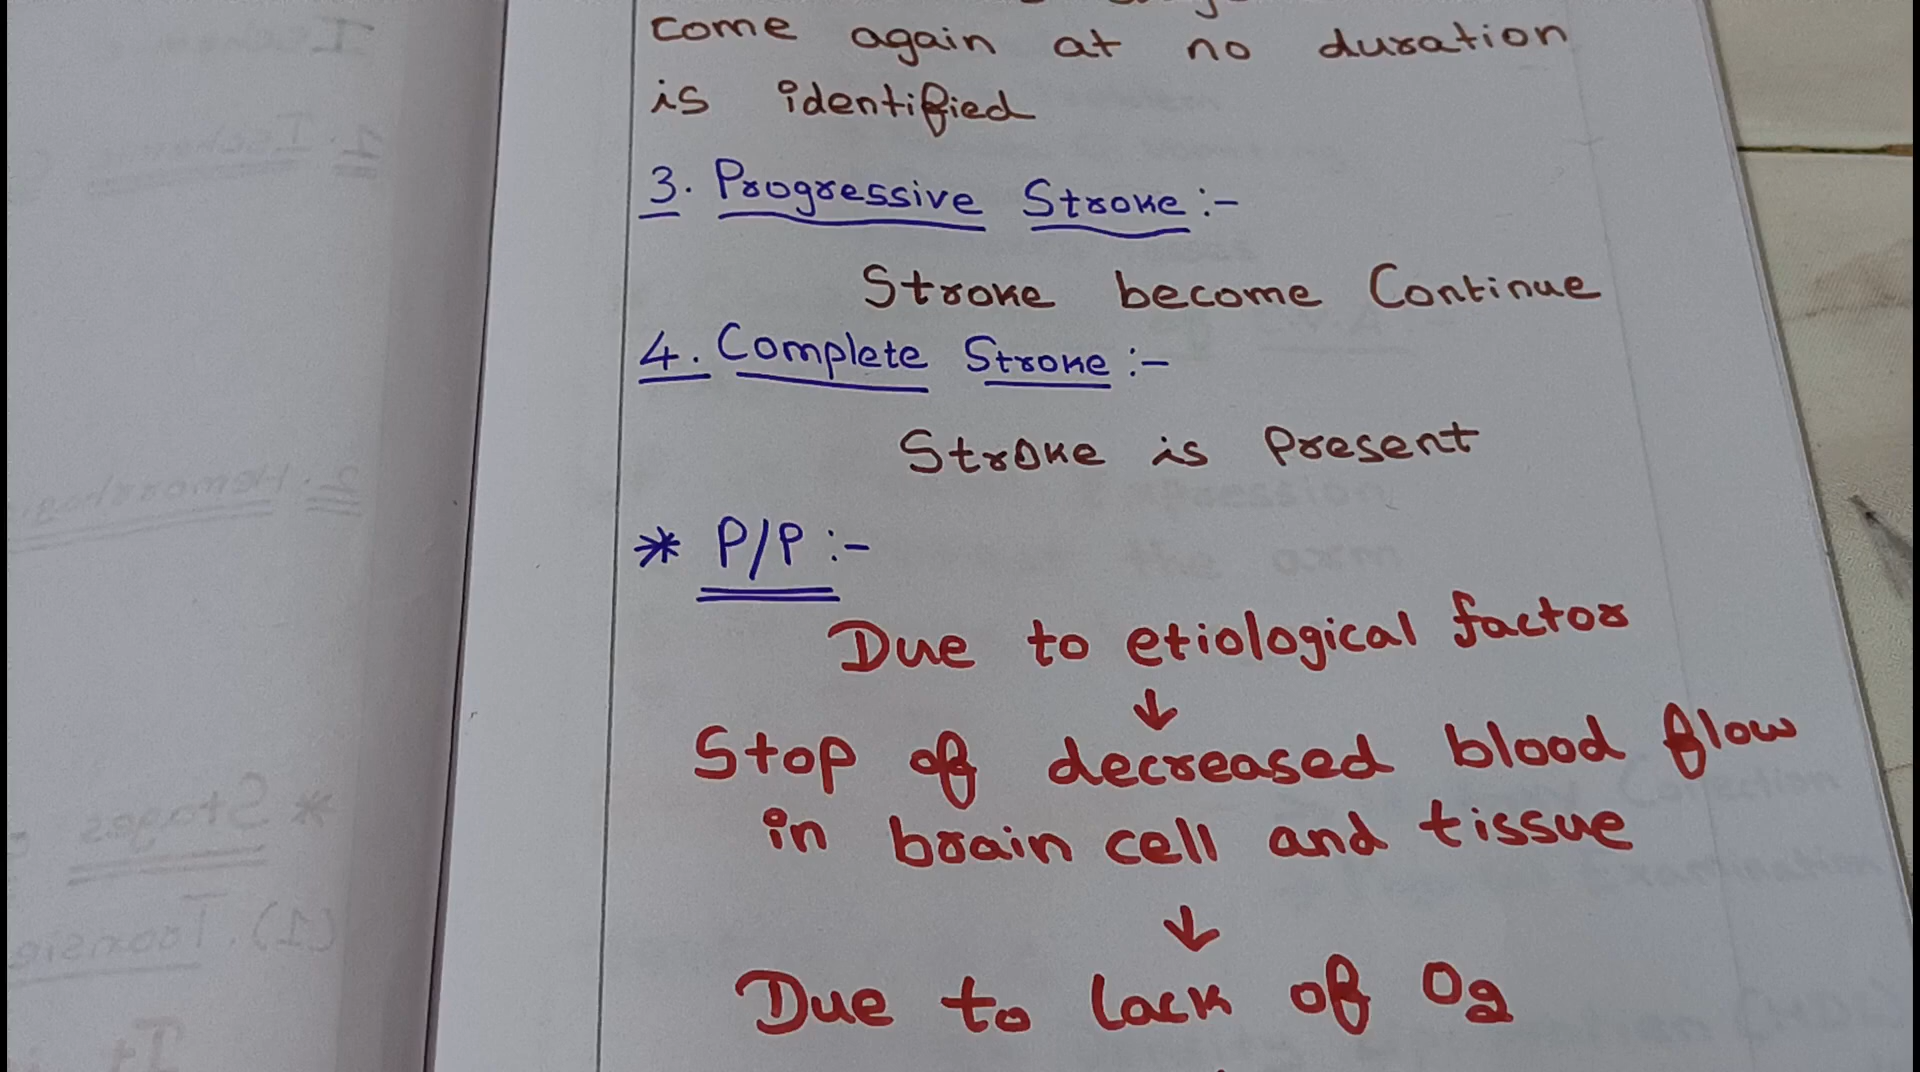 come again at no duration
is identified
3. Progressive Stroke :-
Stroke become Continue
4. Complete Stroke :-
Stroke is Present
* P/P :-
Due to etiological factor
↓
Stop of decreased blood flow
in brain cell and tissue
↓
Due to lack of O2